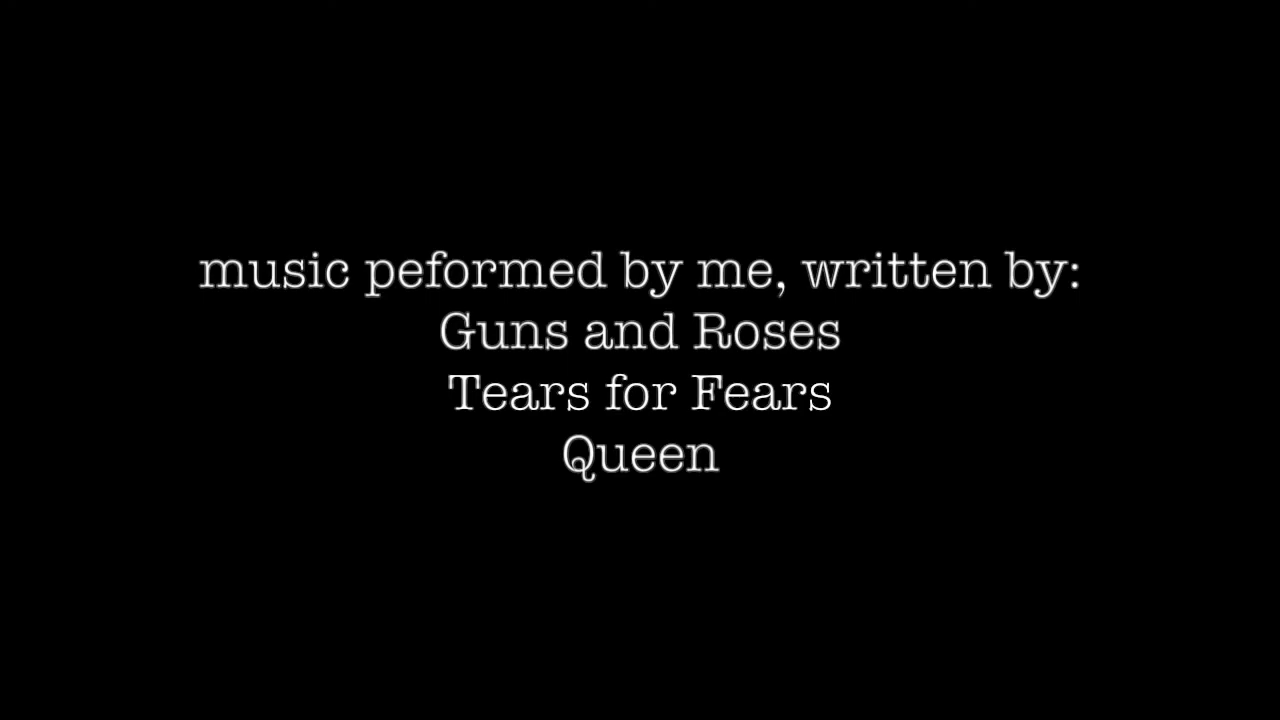 music peformed by me, written by:
Guns and Roses
Tears for Fears
Queen